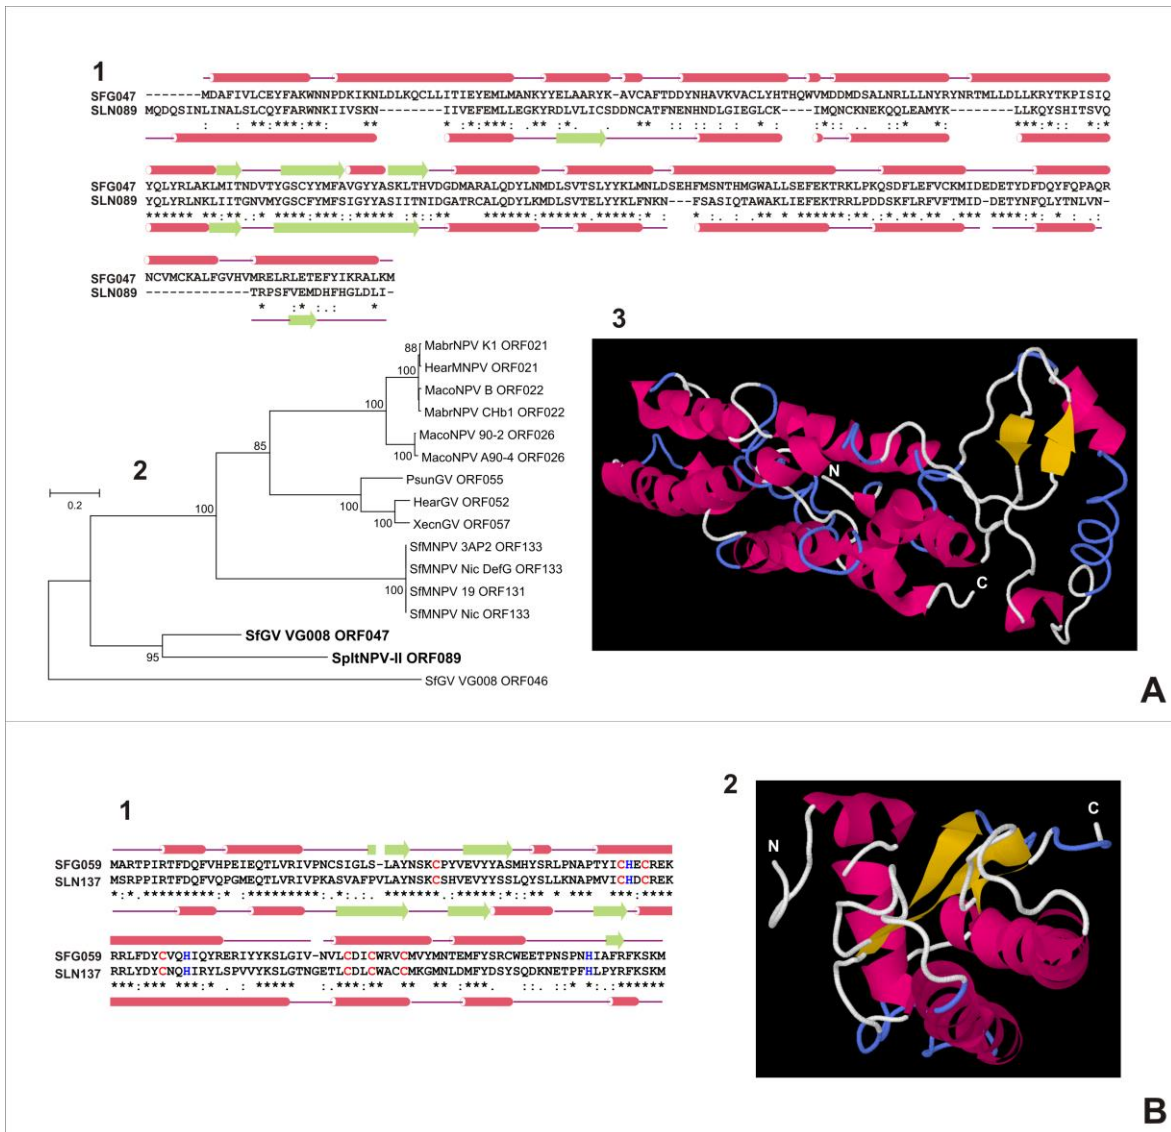 1
SFG047 -------MDAFIVLCEYFAKWNNPDKIKNLDLKQCLLITIEYEMLMANKYYELAARYK-AVCAFTDDYNHAVKVACLYHTHQWVMDDMDSALNRLLLNYRYNRTMLLDLLKRYTKPISIQ
SLN089 MQDQSINLINALSLCQYFARWNKIIVSKN---------IIVEFEMLLEGKYRDLVLICSDDNCATFNENHNDLGIEGLCK----IMQNCKNEKQQLEAMYK---------LLKQYSHITSVQ
SFG047 YQLYRLAKLMITNDVTYGSCYYMFAVGYYASKLTHVDGDMARALQDYLNMDLSVTSLYYKLMNLDSEHFMSNTHMGWALLSEFEKTRKLPKQSDFLEFVCKMIDEDETYDFDQYFQPAQR
SLN089 YQLYRLNKLIITGNVMYGSCFYMFSIGYYASIITNIDGATRCALQDYLKMDLSVTELYYKLFNKN---FSASIQTAWAKLIEFEKTRRLPDDSKFLRFVFTMID-DETYNFQLYTNLVN-
SFG047 NCVMCKALFGVHVMRELRLETEFYIKRALKM
SLN089 -------------TRPSFVEMDHFHGLDLI-
2
0.2
MabrNPV K1 ORF021
88
HearMNPV ORF021
100
MacoNPV B ORF022
MabrNPV CHb1 ORF022
100
MacoNPV 90-2 ORF026
85
100
MacoNPV A90-4 ORF026
PsunGV ORF055
HearGV ORF052
100
100
XecnGV ORF057
100
SfMNPV 3AP2 ORF133
SfMNPV Nic DefG ORF133
100
SfMNPV 19 ORF131
SfMNPV Nic ORF133
SfGV VG008 ORF047
95
SpltNPV-II ORF089
SfGV VG008 ORF046
3
N
C
A
1
SFG059 MARTPIRTFDQFVHPEIEQTLVRIVPNCSIGLS-LAYNSKCPYVEVYYASMHYSRLPNAPTYICHECREK
SLN137 MSRPPIRTFDQFVQPGMEQTLVRIVPKASVAFPVLAYNSKCSHVEVYYSSLQYSLLKNAPMVICHDCREK
SFG059 RRLFDYCVQHIQYRERIYYKSLGIV-NVLCDICWRVCMVYMNTEMFYSRCWEETPNSPNHIAFRFKSKM
SLN137 RRLYDYCNQHIRYLSPVVYKSLGTNGETLCDLCWACCMKGMNLDMFYDSYSQDKNETPFHLPYRFKSKM
2
N
C
B